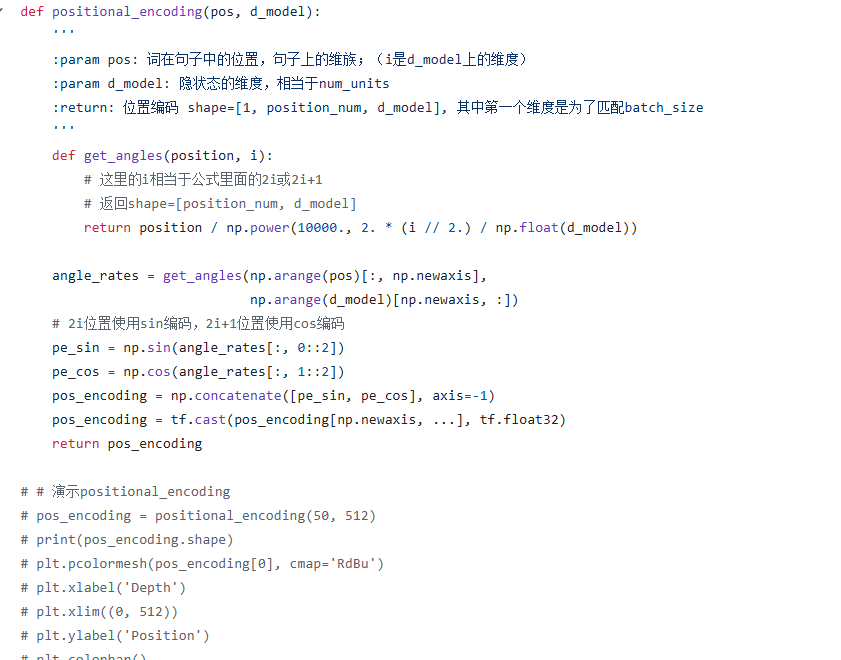 def positional_encoding(pos, d_model):
    '''
    :param pos: 词在句子中的位置，句子上的维族；（i是d_model上的维度）
    :param d_model: 隐状态的维度，相当于num_units
    :return: 位置编码 shape=[1, position_num, d_model], 其中第一个维度是为了匹配batch_size
    '''
    def get_angles(position, i):
        # 这里的i相当于公式里面的2i或2i+1
        # 返回shape=[position_num, d_model]
        return position / np.power(10000., 2. * (i // 2.) / np.float(d_model))
    angle_rates = get_angles(np.arange(pos)[:, np.newaxis],
                             np.arange(d_model)[np.newaxis, :])
    # 2i位置使用sin编码，2i+1位置使用cos编码
    pe_sin = np.sin(angle_rates[:, 0::2])
    pe_cos = np.cos(angle_rates[:, 1::2])
    pos_encoding = np.concatenate([pe_sin, pe_cos], axis=-1)
    pos_encoding = tf.cast(pos_encoding[np.newaxis, ...], tf.float32)
    return pos_encoding
# # 演示positional_encoding
# pos_encoding = positional_encoding(50, 512)
# print(pos_encoding.shape)
# plt.pcolormesh(pos_encoding[0], cmap='RdBu')
# plt.xlabel('Depth')
# plt.xlim((0, 512))
# plt.ylabel('Position')
# plt.colorbar()